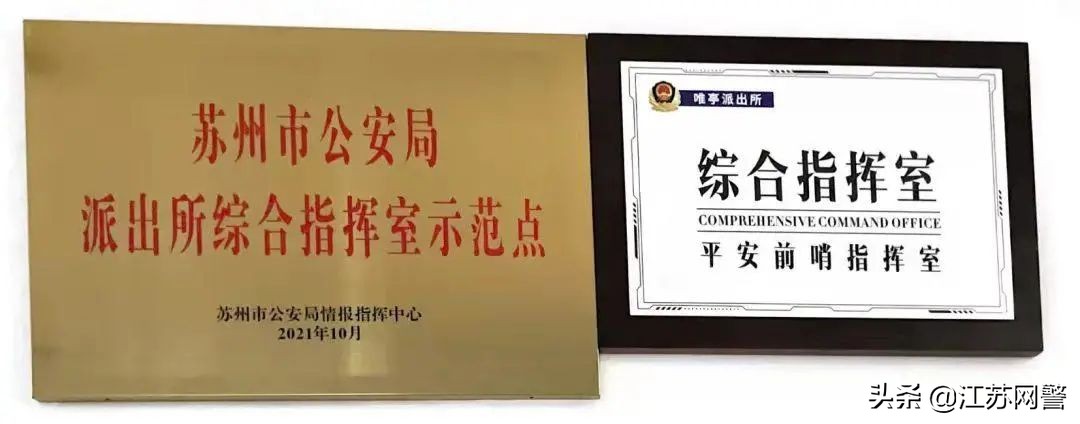 苏州市公安局
派出所综合指挥室示范点
苏州市公安局情报指挥中心
2021年10月
唯亭派出所
综合指挥室
COMPREHENSIVE COMMAND OFFICE
平安前哨指挥室
头条 @江苏网警